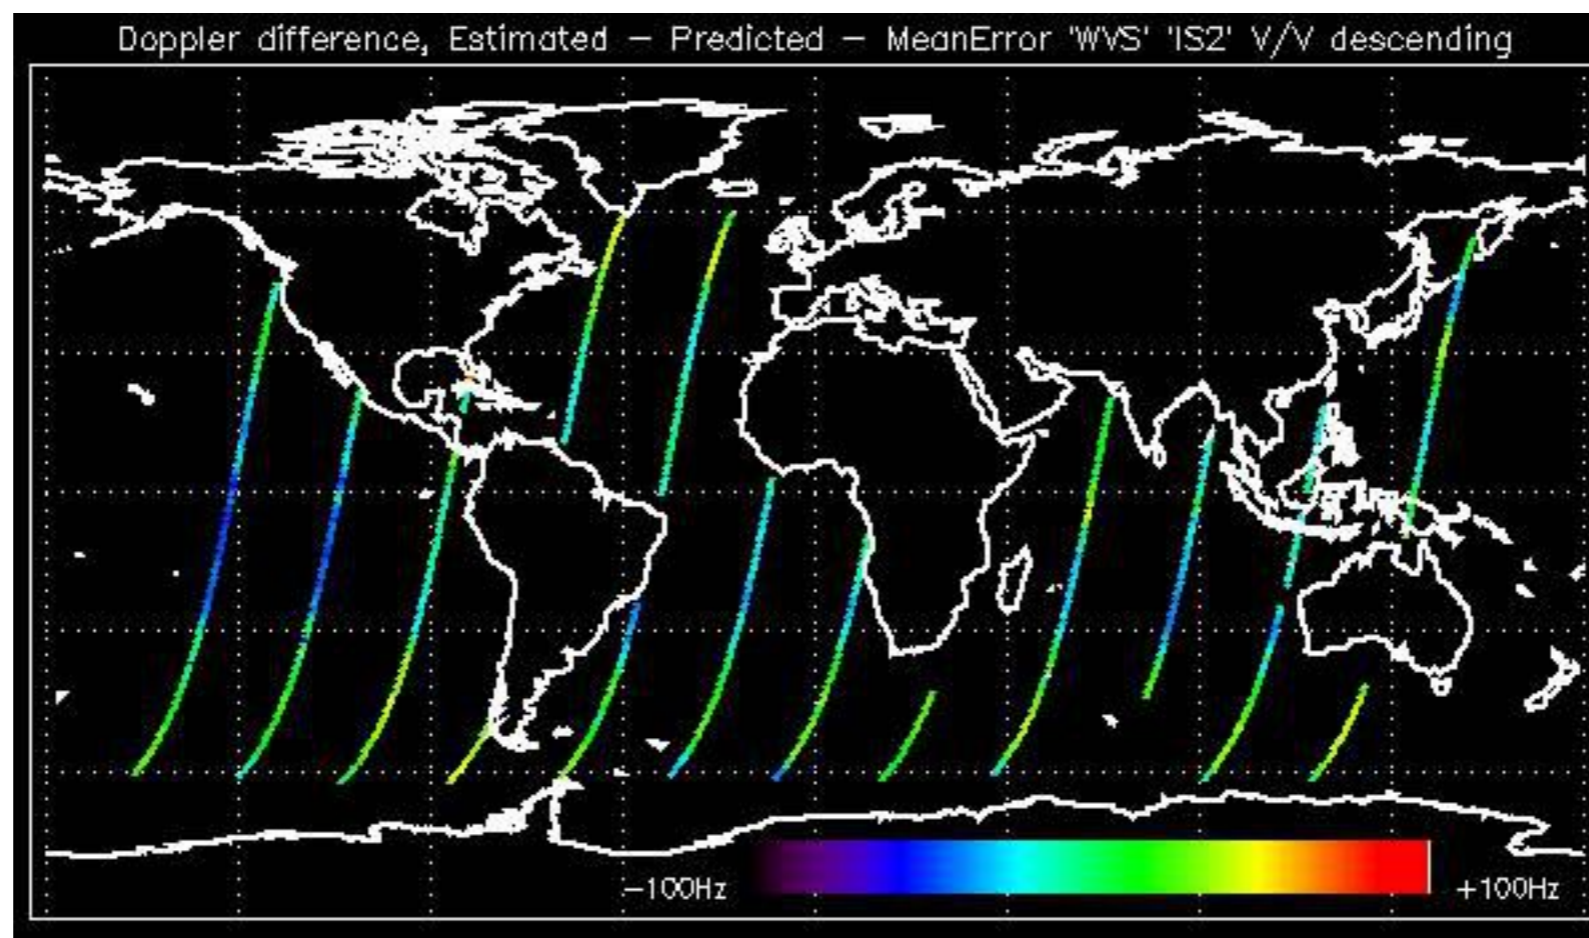 Doppler difference, Estimated – Predicted – MeanError 'WVS' 'IS2' V/V descending
–100Hz
+100Hz